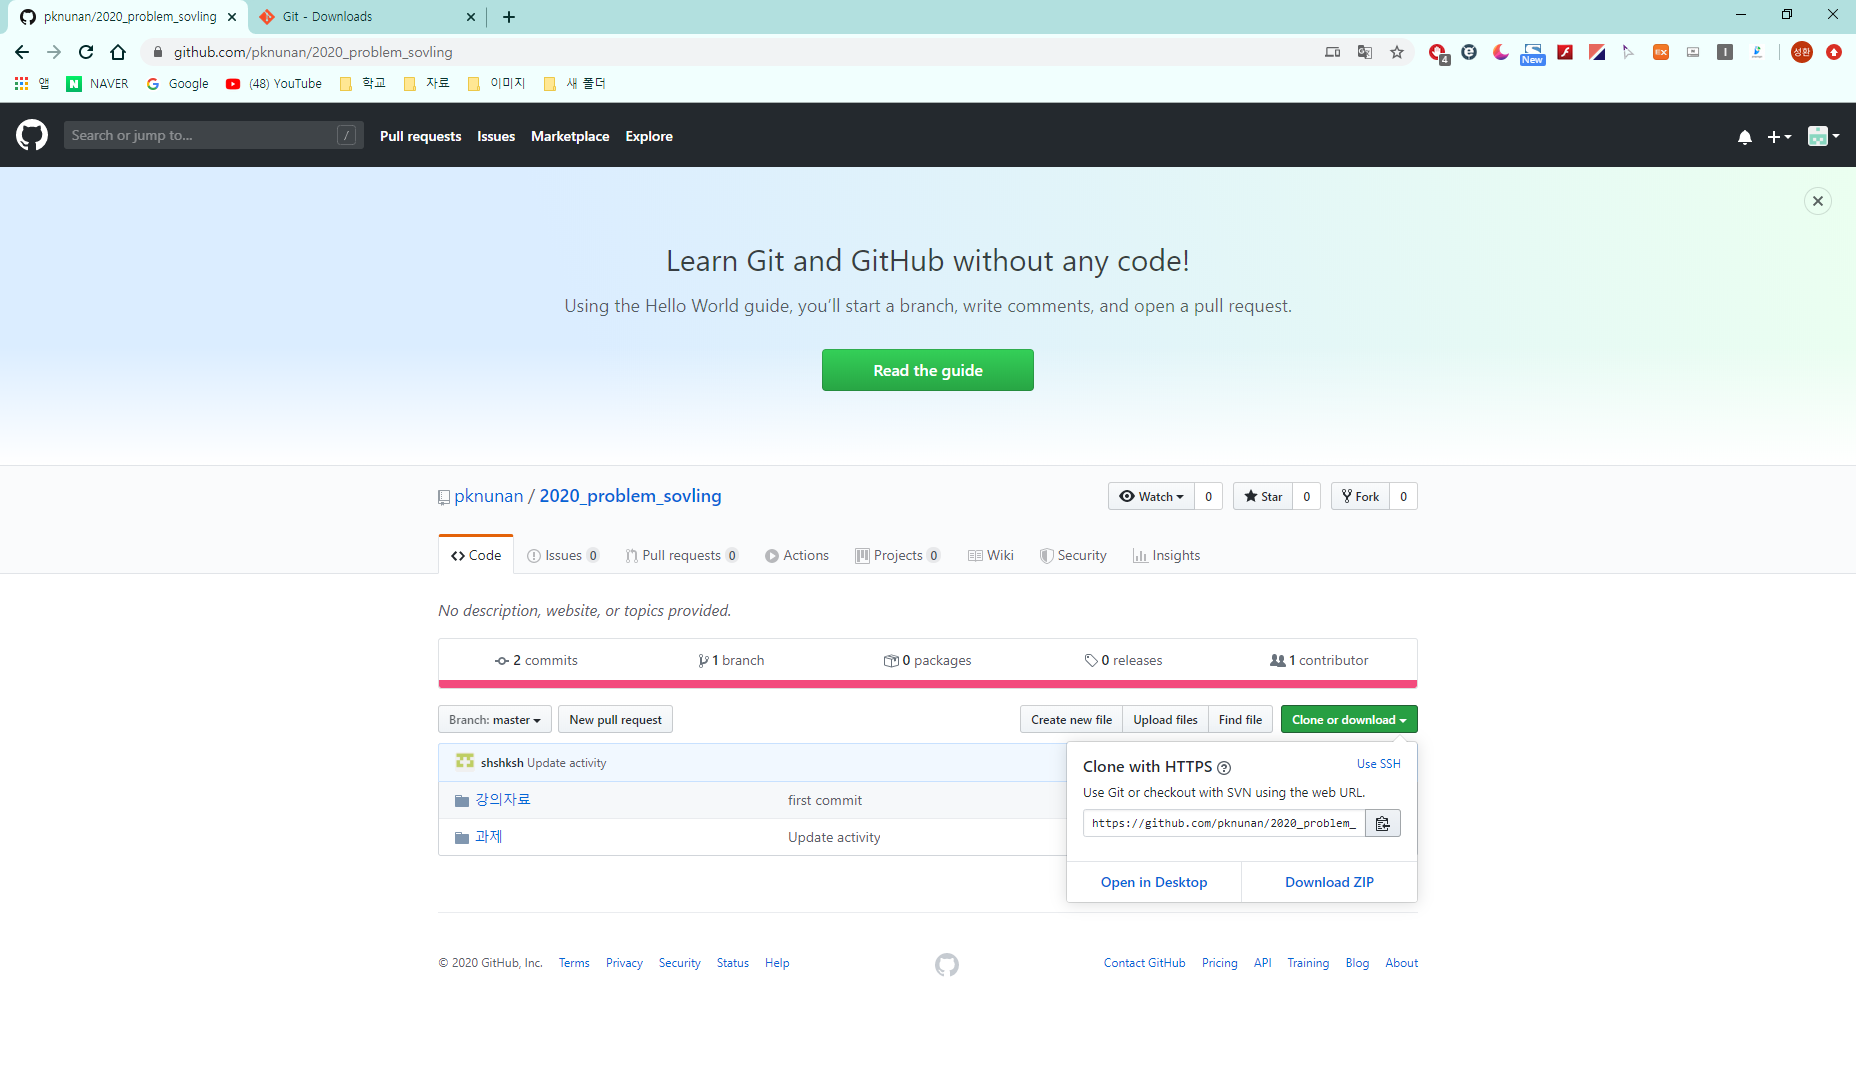 pknunan/2020_problem_sovling
Git - Downloads
github.com/pknunan/2020_problem_sovling
4
New
EX
성환
앱
NAVER
Google
(48) YouTube
학교
자료
이미지
새 폴더
Search or jump to...
/
Pull requests
Issues
Marketplace
Explore
Learn Git and GitHub without any code!
Using the Hello World guide, you’ll start a branch, write comments, and open a pull request.
Read the guide
pknunan / 2020_problem_sovling
Watch 0
Star 0
Fork 0
Code
Issues 0
Pull requests 0
Actions
Projects 0
Wiki
Security
Insights
No description, website, or topics provided.
2 commits
1 branch
0 packages
0 releases
1 contributor
Branch: master
New pull request
Create new file
Upload files
Find file
Clone or download
shshksh Update activity
Clone with HTTPS
Use SSH
Use Git or checkout with SVN using the web URL.
https://github.com/pknunan/2020_problem_
Open in Desktop
Download ZIP
강의자료
first commit
과제
Update activity
© 2020 GitHub, Inc.
Terms
Privacy
Security
Status
Help
Contact GitHub
Pricing
API
Training
Blog
About